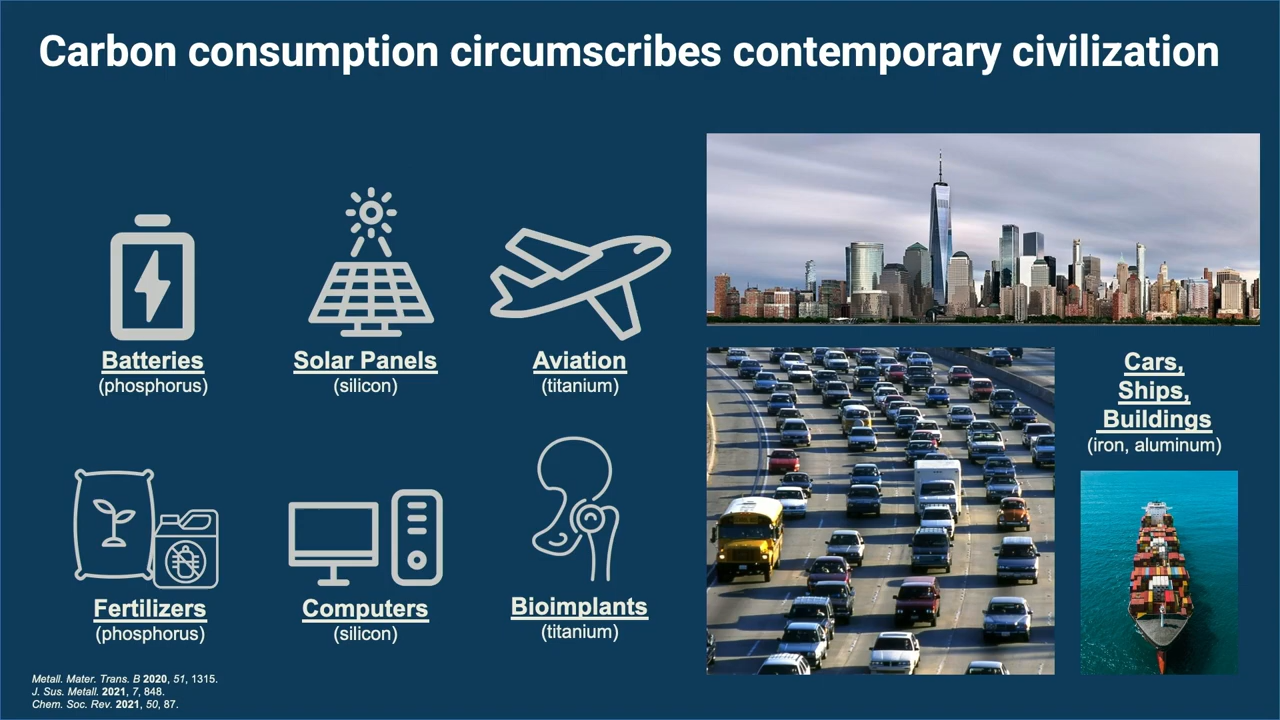 Carbon consumption circumscribes contemporary civilization
Batteries
(phosphorus)
Solar Panels
(silicon)
Aviation
(titanium)
Fertilizers
(phosphorus)
Computers
(silicon)
Bioimplants
(titanium)
Cars,
Ships,
Buildings
(iron, aluminum)
Metall. Mater. Trans. B 2020, 51, 1315.
J. Sus. Metall. 2021, 7, 848.
Chem. Soc. Rev. 2021, 50, 87.